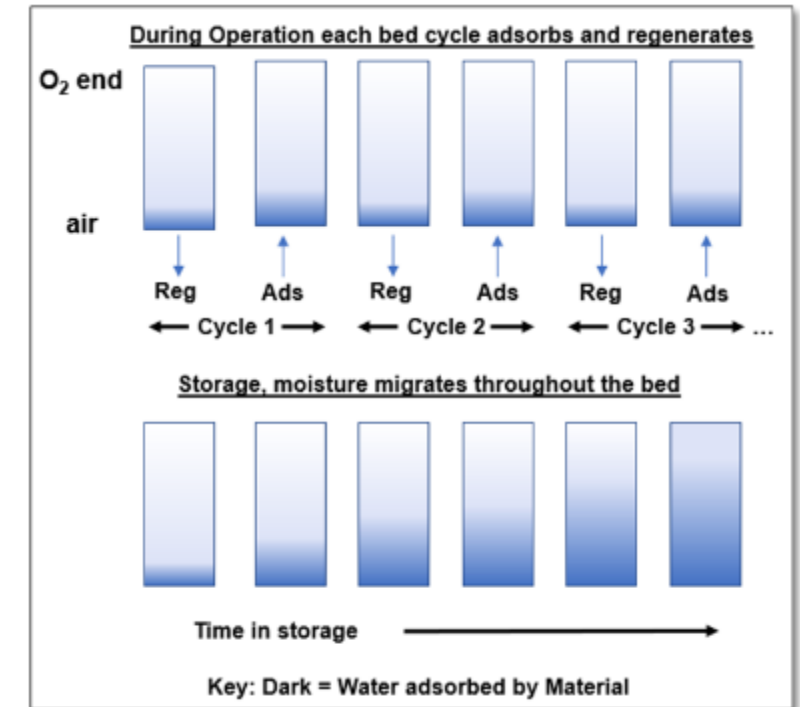 During Operation each bed cycle adsorbs and regenerates
O₂ end
air
Reg Ads Reg Ads Reg Ads
Cycle 1 Cycle 2 Cycle 3 ...
Storage, moisture migrates throughout the bed
Time in storage
Key: Dark = Water adsorbed by Material